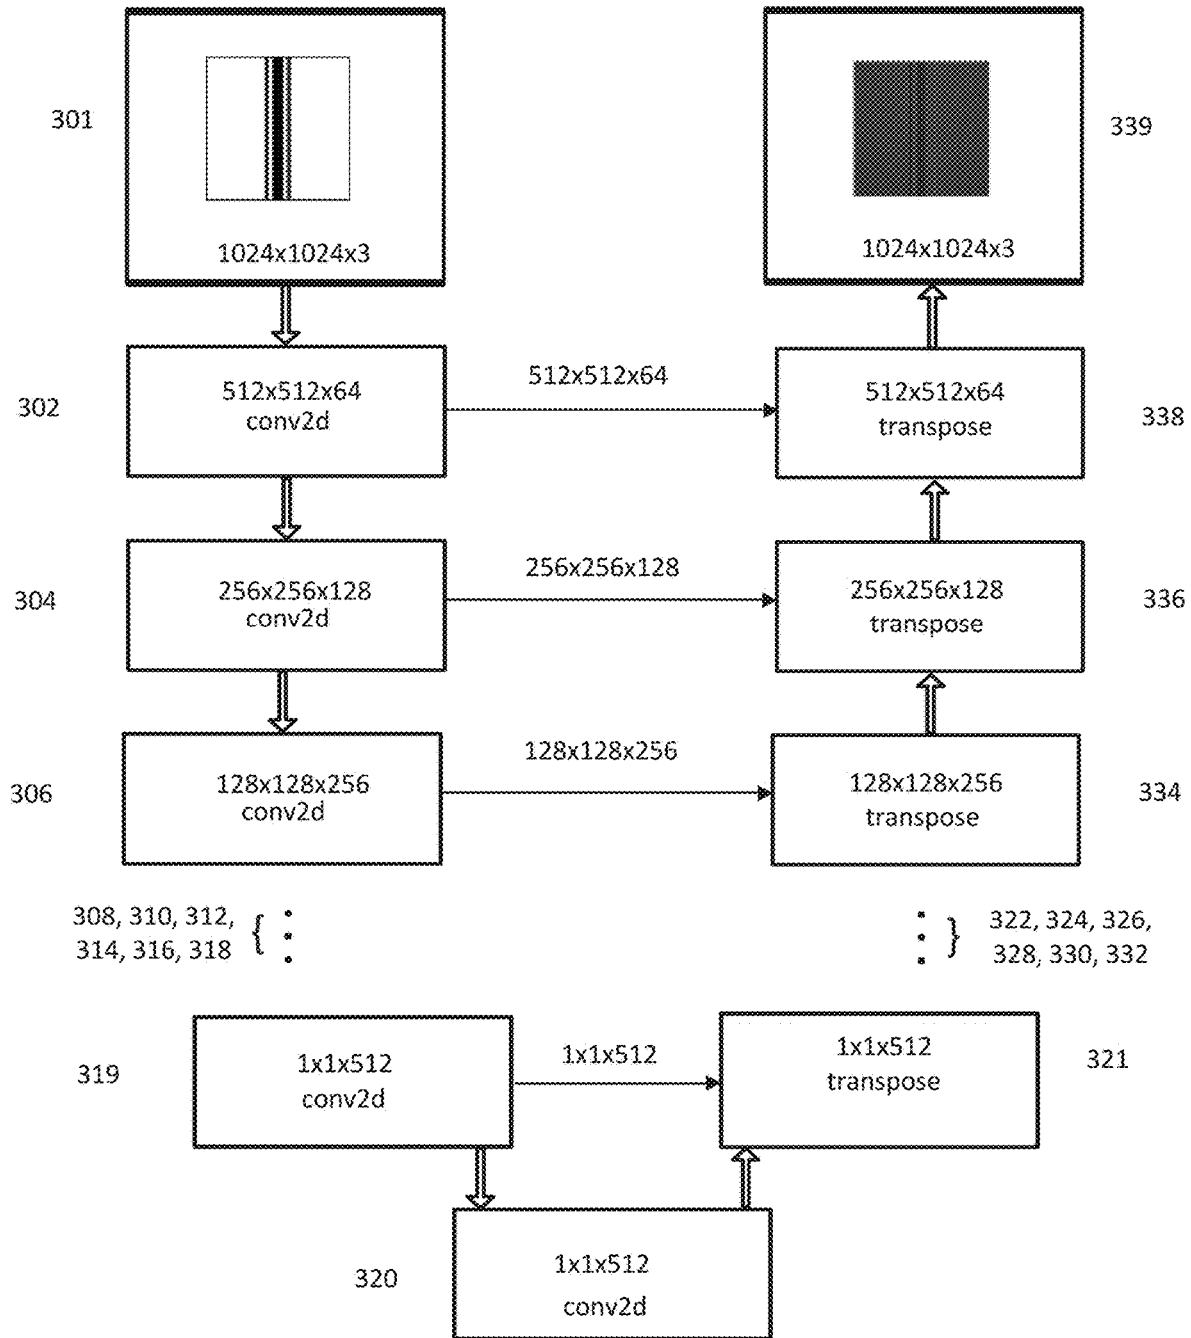 301
1024x1024x3
1024x1024x3
339
302
512x512x64
conv2d
512x512x64
512x512x64
transpose
338
304
256x256x128
conv2d
256x256x128
256x256x128
transpose
336
306
128x128x256
conv2d
128x128x256
128x128x256
transpose
334
308, 310, 312,
314, 316, 318
322, 324, 326,
328, 330, 332
319
1x1x512
conv2d
1x1x512
1x1x512
transpose
321
320
1x1x512
conv2d